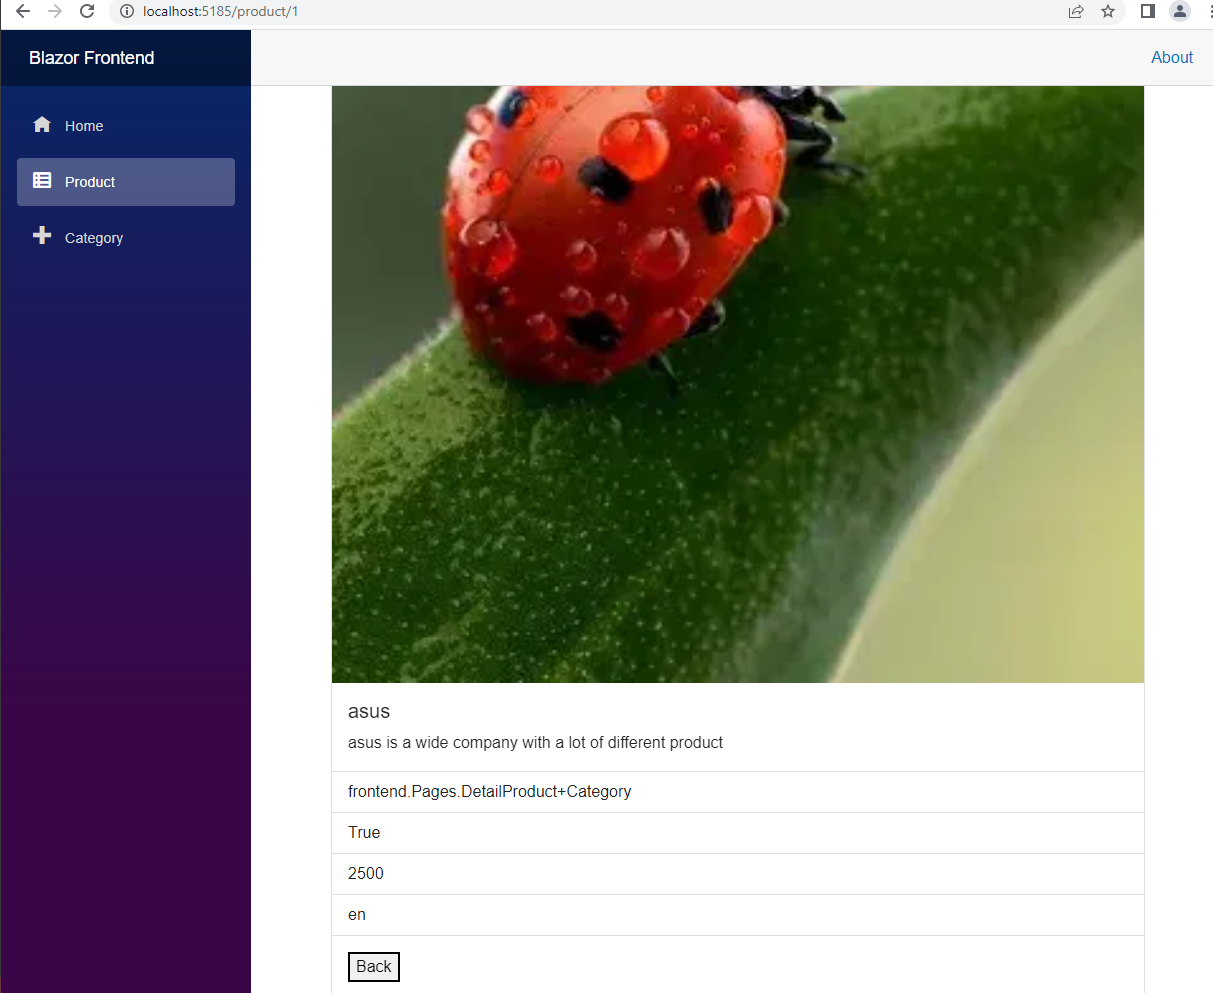 localhost:5185/product/1
Blazor Frontend
About
Home
Product
Category
asus
asus is a wide company with a lot of different product
frontend.Pages.DetailProduct+Category
True
2500
en
Back